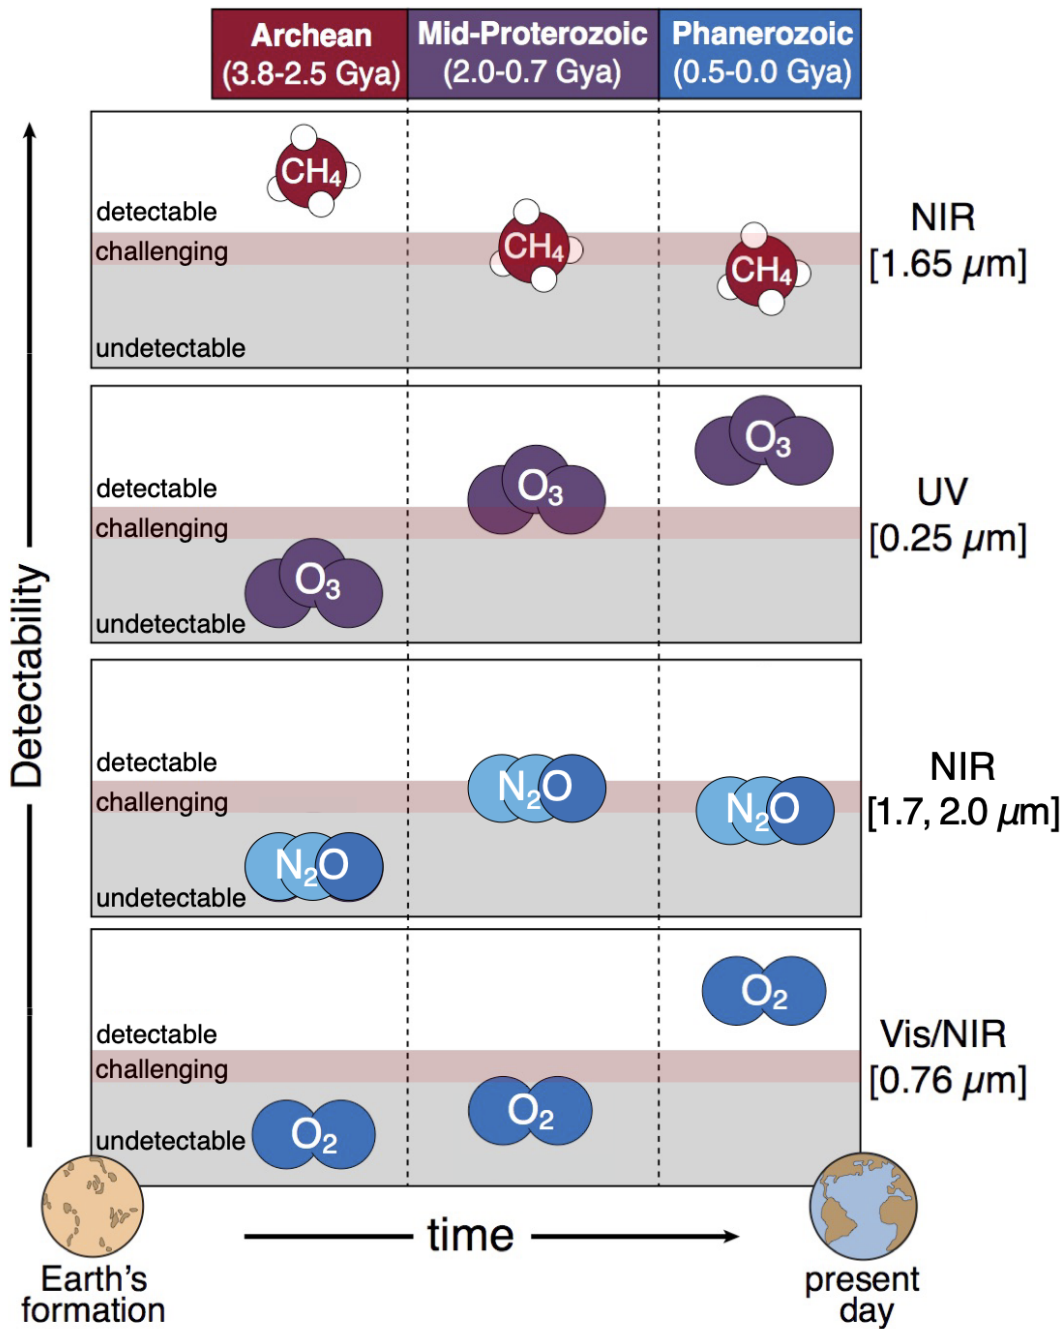 Archean
(3.8-2.5 Gya)
Mid-Proterozoic
(2.0-0.7 Gya)
Phanerozoic
(0.5-0.0 Gya)
Detectability
detectable
challenging
undetectable
CH₄
CH₄
CH₄
NIR
[1.65 µm]
detectable
challenging
undetectable
O₃
O₃
O₃
UV
[0.25 µm]
detectable
challenging
undetectable
N₂O
N₂O
N₂O
NIR
[1.7, 2.0 µm]
detectable
challenging
undetectable
O₂
O₂
O₂
Vis/NIR
[0.76 µm]
time
Earth's
formation
present
day